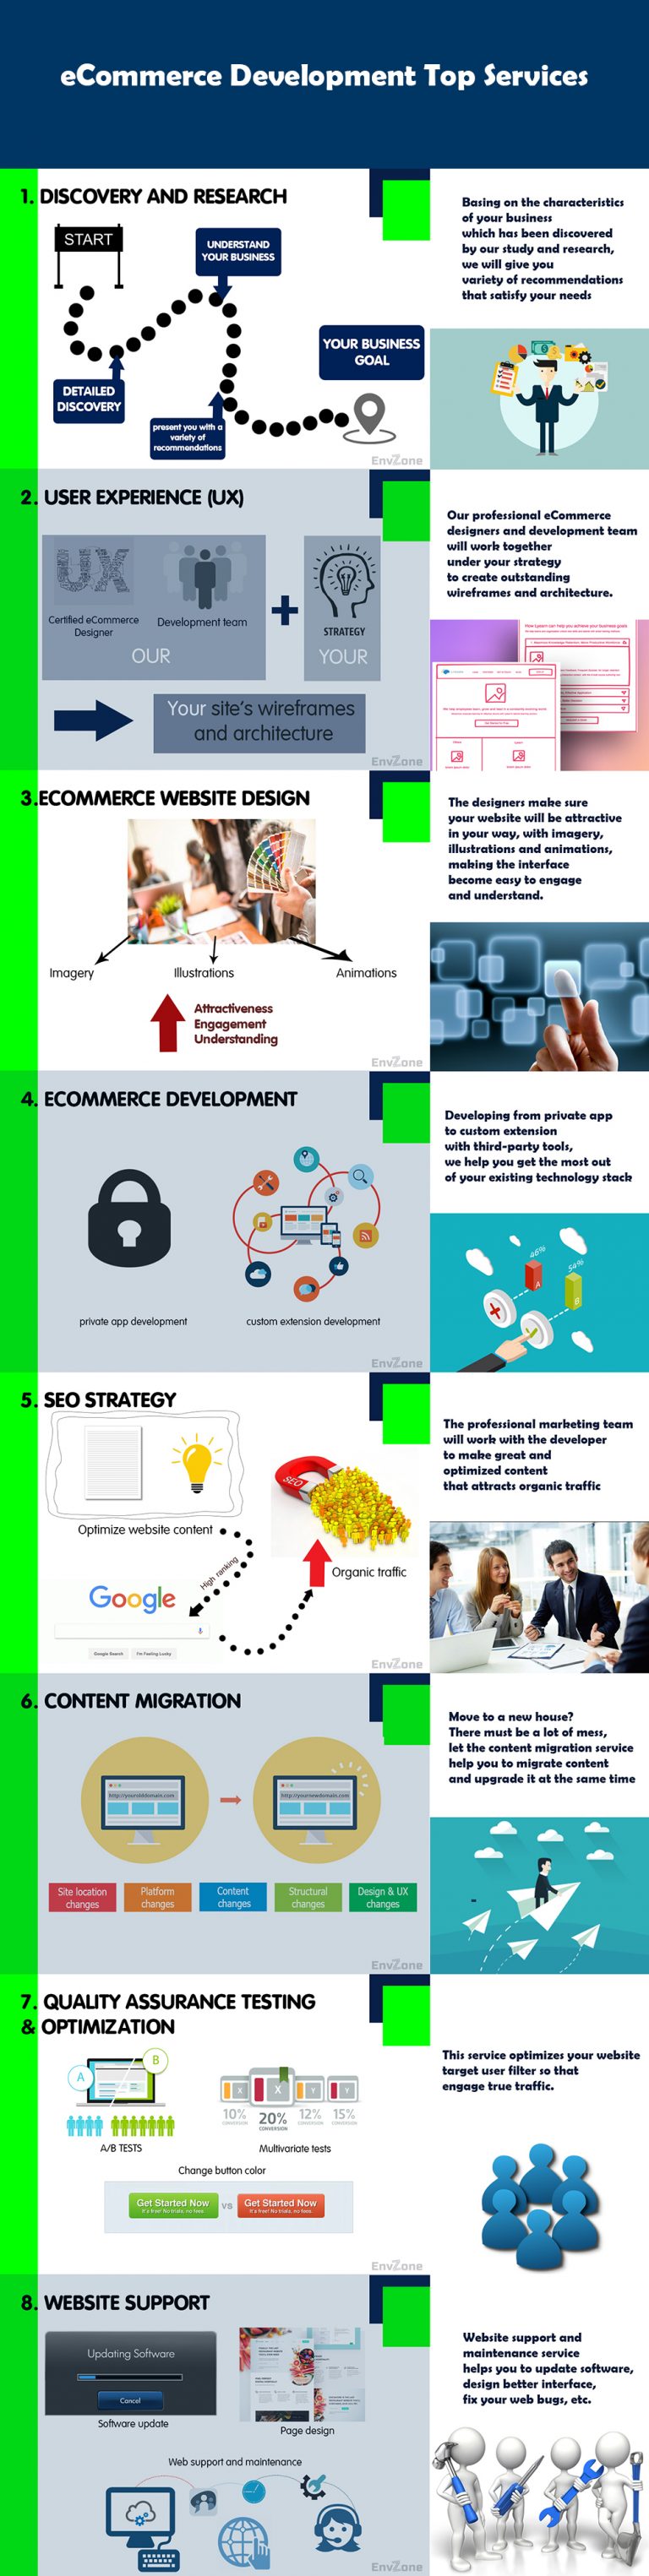 eCommerce Development Top Services
1. DISCOVERY AND RESEARCH
START
UNDERSTAND
YOUR BUSINESS
YOUR BUSINESS
GOAL
DETAILED
DISCOVERY
present you with a
variety of
recommendations
EnvZone
Basing on the characteristics
of your business
which has been discovered
by our study and research,
we will give you
variety of recommendations
that satisfy your needs
2. USER EXPERIENCE (UX)
UX
Certified eCommerce
Designer
Development team
OUR
+
STRATEGY
YOUR
Your site's wireframes
and architecture
EnvZone
Our professional eCommerce
designers and development team
will work together
under your strategy
to create outstanding
wireframes and architecture.
3.ECOMMERCE WEBSITE DESIGN
Imagery
Illustrations
Animations
Attractiveness
Engagement
Understanding
EnvZone
The designers make sure
your website will be attractive
in your way, with imagery,
illustrations and animations,
making the interface
become easy to engage
and understand.
4. ECOMMERCE DEVELOPMENT
private app development
custom extension development
EnvZone
Developing from private app
to custom extension
with third-party tools,
we help you get the most out
of your existing technology stack
46%
54%
A
B
5. SEO STRATEGY
Optimize website content
High ranking
SEO
Organic traffic
Google
Google Search
I'm Feeling Lucky
EnvZone
The professional marketing team
will work with the developer
to make great and
optimized content
that attracts organic traffic
6. CONTENT MIGRATION
http://yourolddomain.com
http://yournewdomain.com
Site location
changes
Platform
changes
Content
changes
Structural
changes
Design & UX
changes
EnvZone
Move to a new house?
There must be a lot of mess,
let the content migration service
help you to migrate content
and upgrade it at the same time
7. QUALITY ASSURANCE TESTING
& OPTIMIZATION
A
B
A/B TESTS
X
X
Y
Y
10%
CONVERSION
20%
CONVERSION
12%
CONVERSION
15%
CONVERSION
Multivariate tests
Change button color
Get Started Now
It's free! No trials, no fees.
VS
Get Started Now
It's free! No trials, no fees.
EnvZone
This service optimizes your website
target user filter so that
engage true traffic.
8. WEBSITE SUPPORT
Updating Software
Cancel
Software update
Page design
Web support and maintenance
EnvZone
Website support and
maintenance service
helps you to update software,
design better interface,
fix your web bugs, etc.